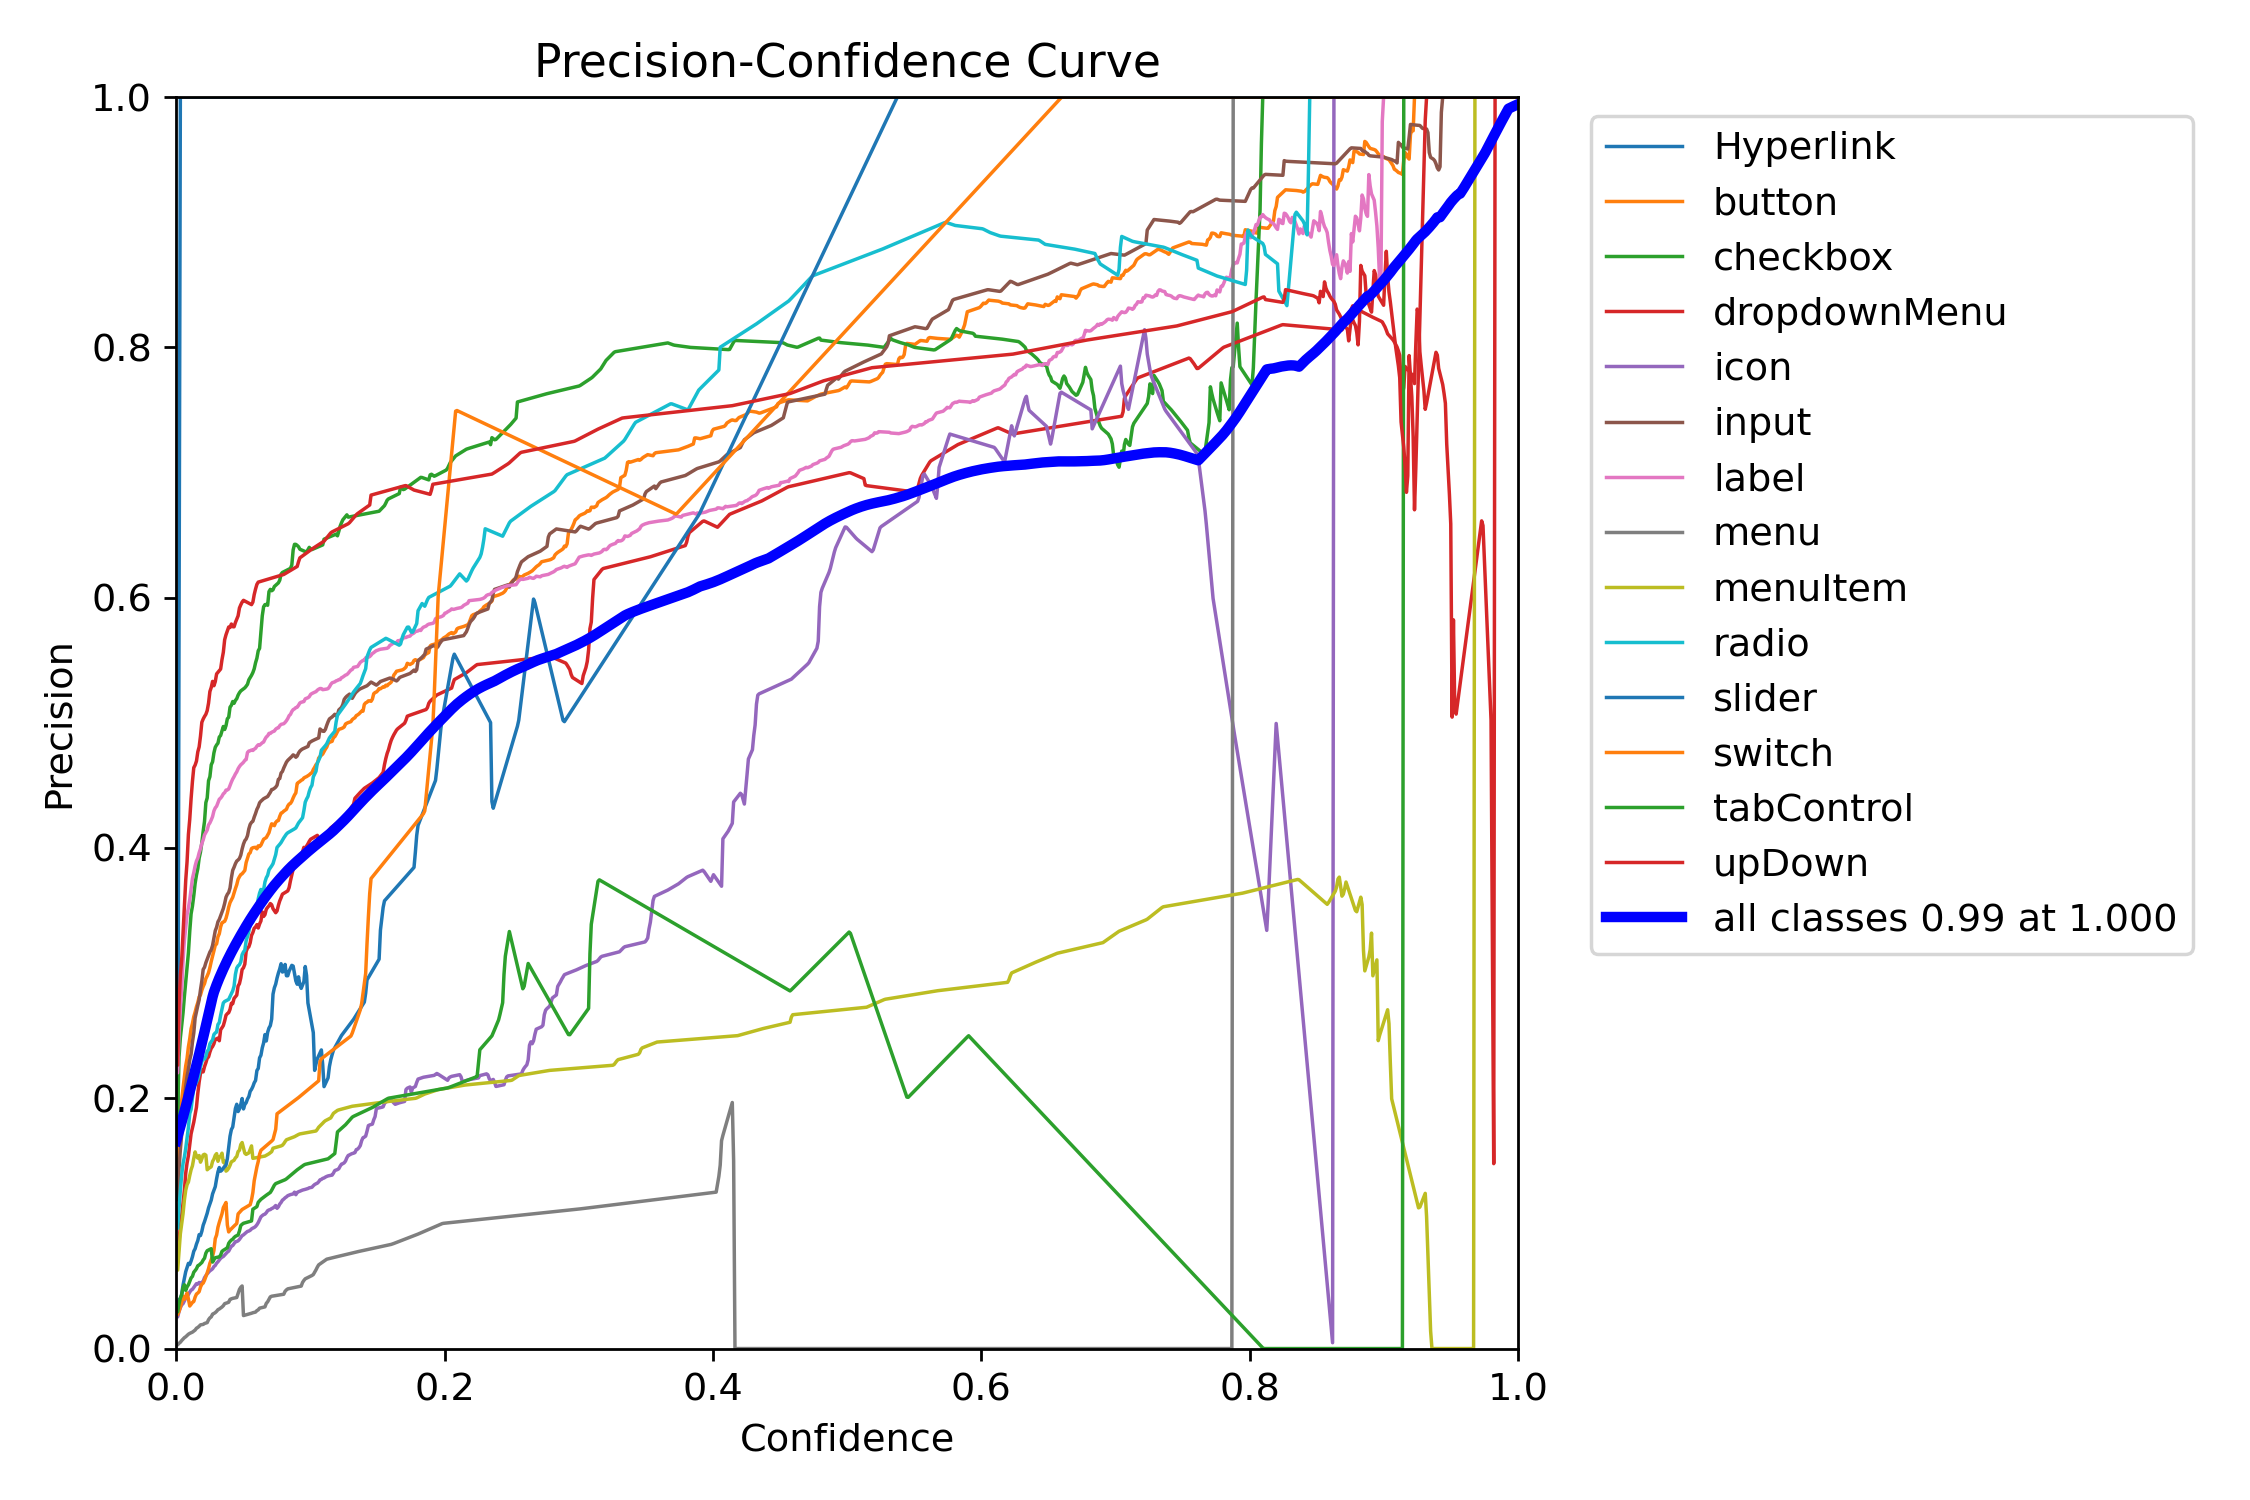 Precision-Confidence Curve
1.0
0.8
0.6
0.4
0.2
0.0
Precision
0.0 0.2 0.4 0.6 0.8 1.0
Confidence
Hyperlink
button
checkbox
dropdownMenu
icon
input
label
menu
menuItem
radio
slider
switch
tabControl
upDown
all classes 0.99 at 1.000